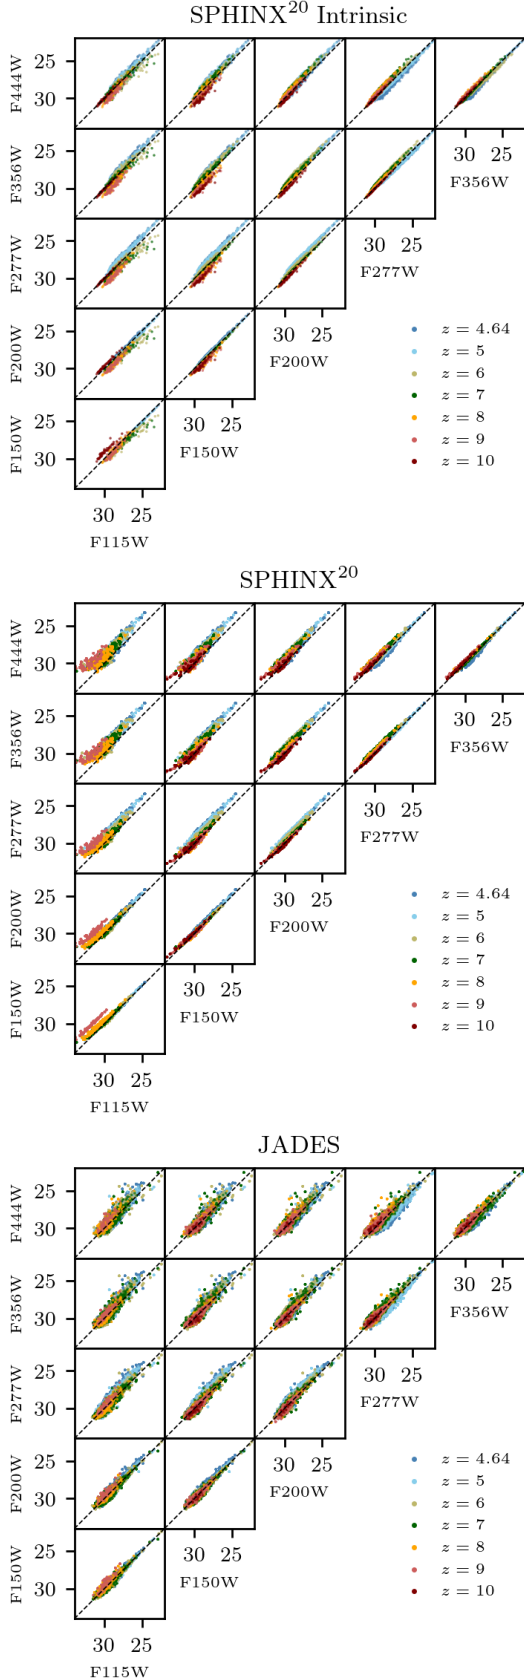 SPHINX²⁰ Intrinsic
F444W
25
30
F356W
25
30
30 25
F356W
F277W
25
30
30 25
F277W
F200W
25
30
30 25
F200W
F150W
25
30
30 25
F150W
30 25
F115W
z = 4.64
z = 5
z = 6
z = 7
z = 8
z = 9
z = 10
SPHINX²⁰
F444W
25
30
F356W
25
30
30 25
F356W
F277W
25
30
30 25
F277W
F200W
25
30
30 25
F200W
F150W
25
30
30 25
F150W
30 25
F115W
z = 4.64
z = 5
z = 6
z = 7
z = 8
z = 9
z = 10
JADES
F444W
25
30
F356W
25
30
30 25
F356W
F277W
25
30
30 25
F277W
F200W
25
30
30 25
F200W
F150W
25
30
30 25
F150W
30 25
F115W
z = 4.64
z = 5
z = 6
z = 7
z = 8
z = 9
z = 10